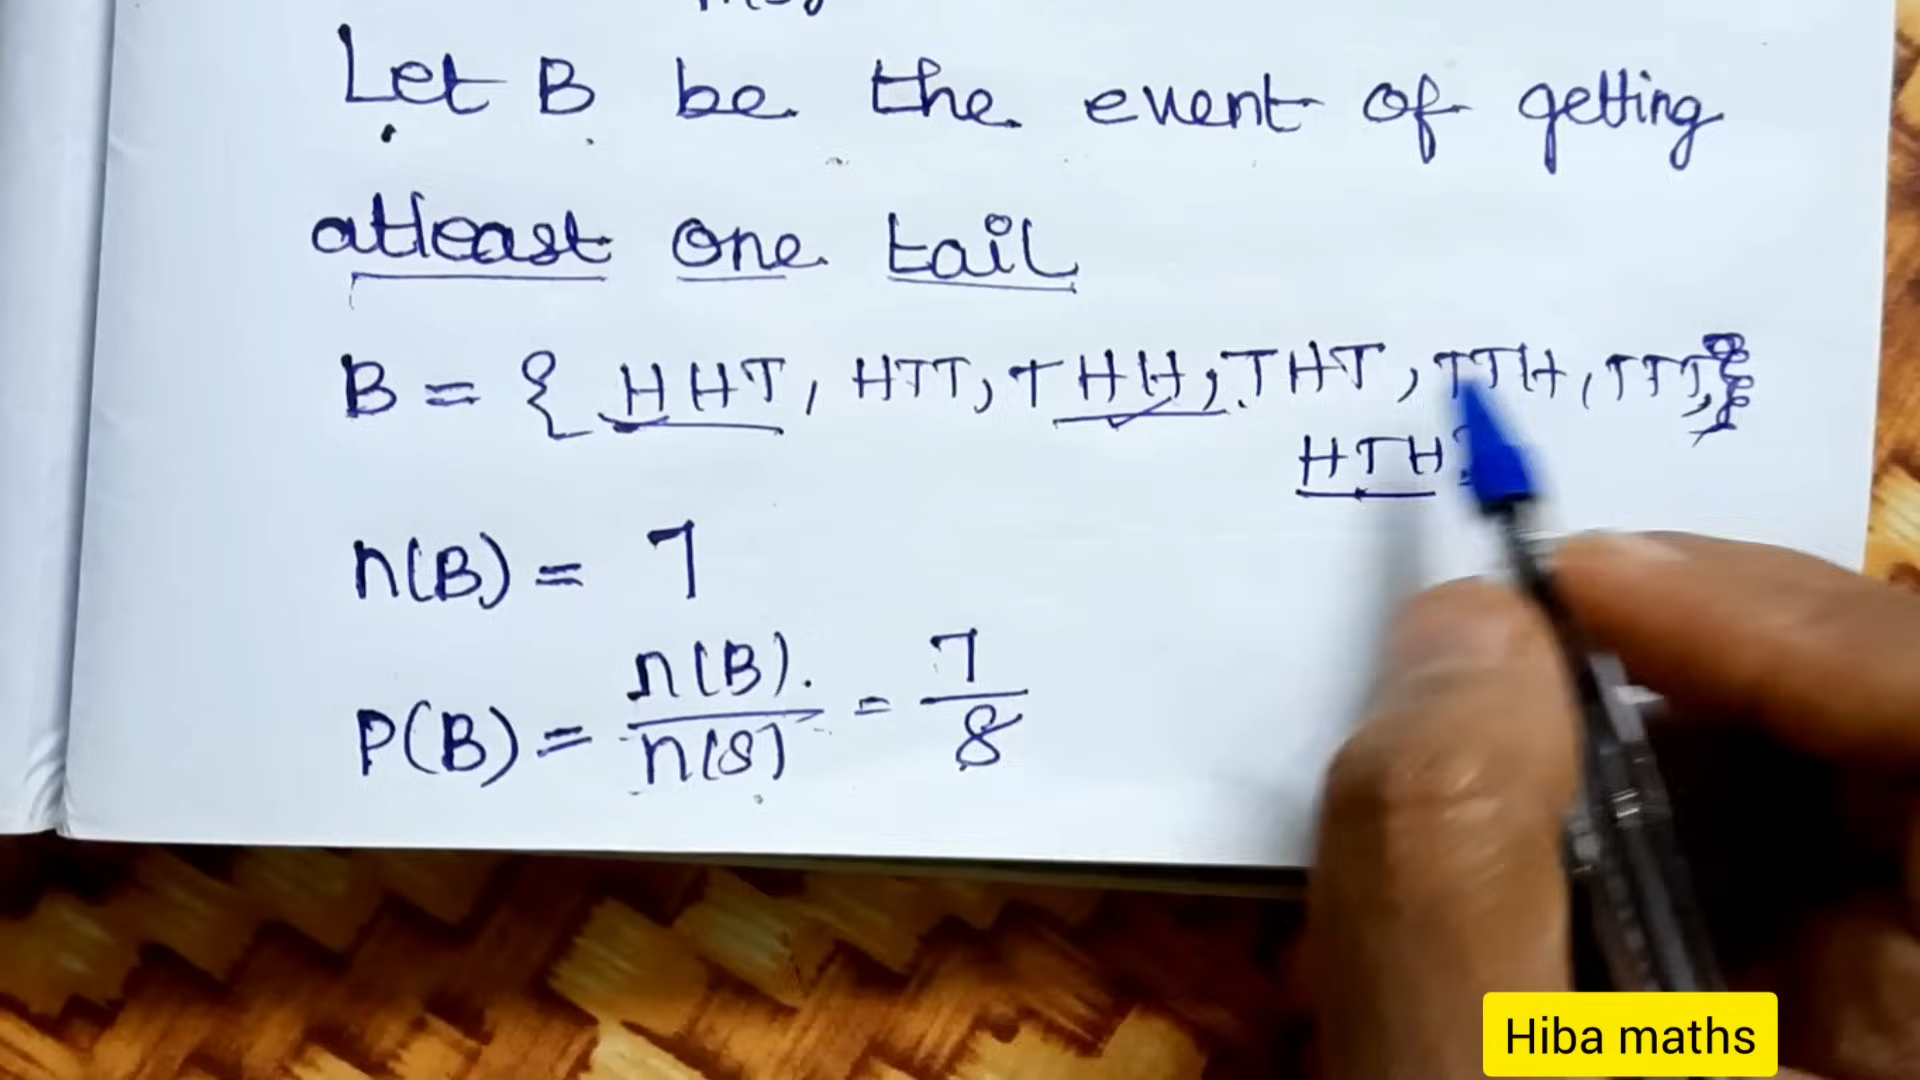 Let B be the event of getting
atleast one tail
B = { HHT, HTT, THH, THT, TTH, TTT,
HTH
n(B) = 7
P(B) = n(B). / n(S) = 7 / 8
Hiba maths